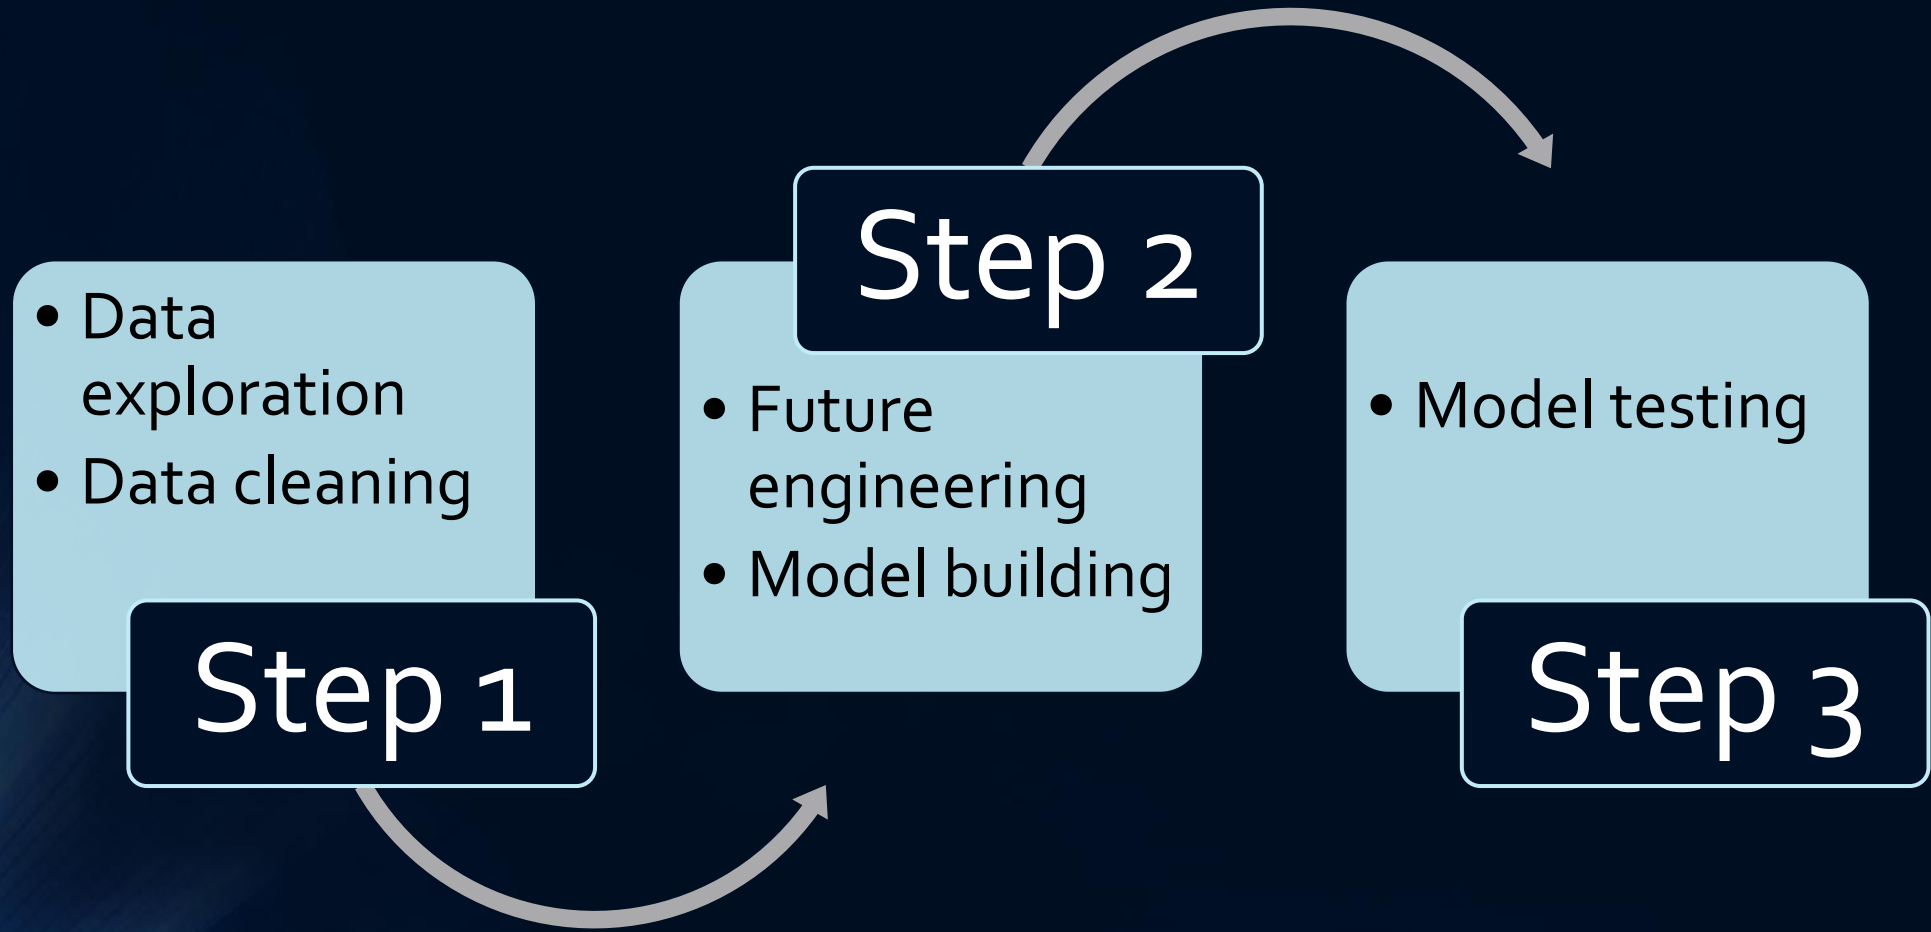 • Data
exploration
• Data cleaning
Step 1
Step 2
• Future
engineering
• Model building
• Model testing
Step 3